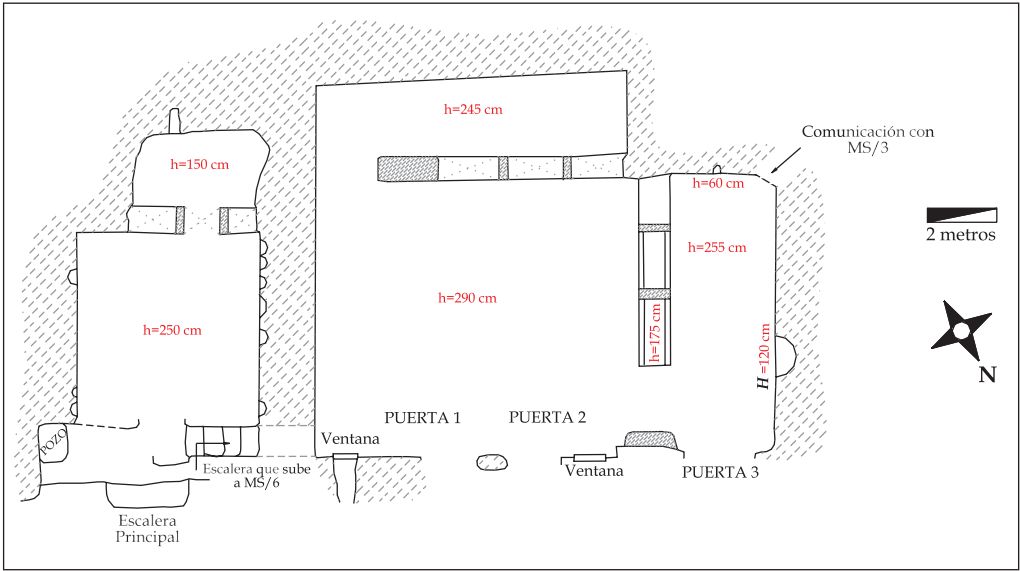 h=245 cm
Comunicación con
MS/3
h=150 cm
h=60 cm
2 metros
h=255 cm
h=290 cm
h=250 cm
h=175 cm
H =120 cm
N
PUERTA 1
PUERTA 2
POZO
Ventana
Escalera que sube
a MS/6
Ventana
PUERTA 3
Escalera
Principal